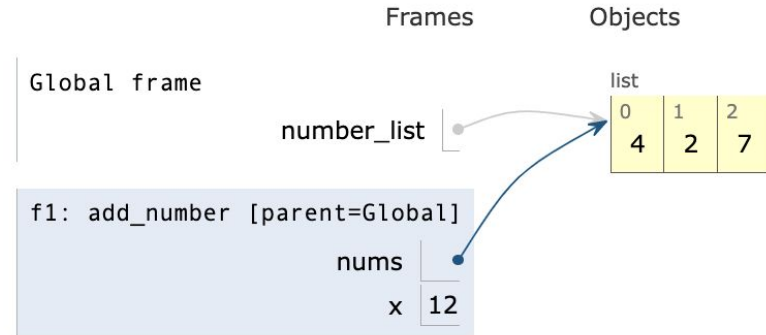 Frames Objects
Global frame
list
number_list
0 1 2
4 2 7
f1: add_number [parent=Global]
nums
x 12